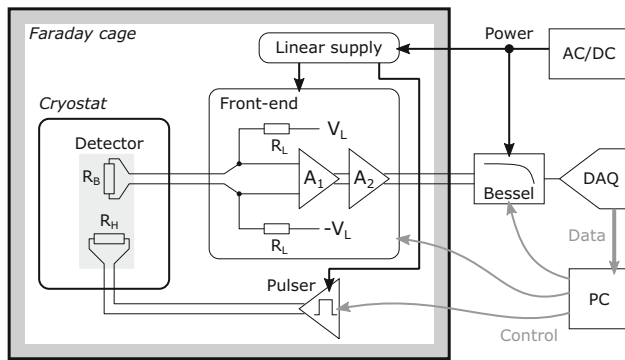 Faraday cage
Linear supply
Power
AC/DC
Cryostat
Front-end
Detector
R_L
V_L
R_B
A_1
A_2
Bessel
DAQ
R_H
-V_L
R_L
Data
Pulser
PC
Control